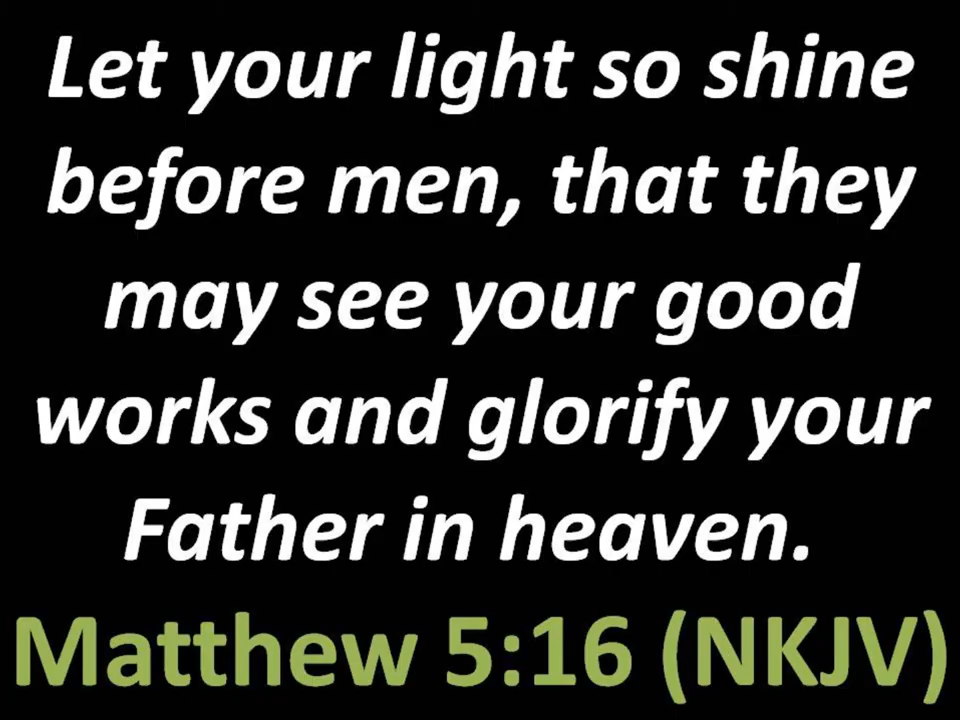 Let your light so shine
before men, that they
may see your good
works and glorify your
Father in heaven.
Matthew 5:16 (NKJV)